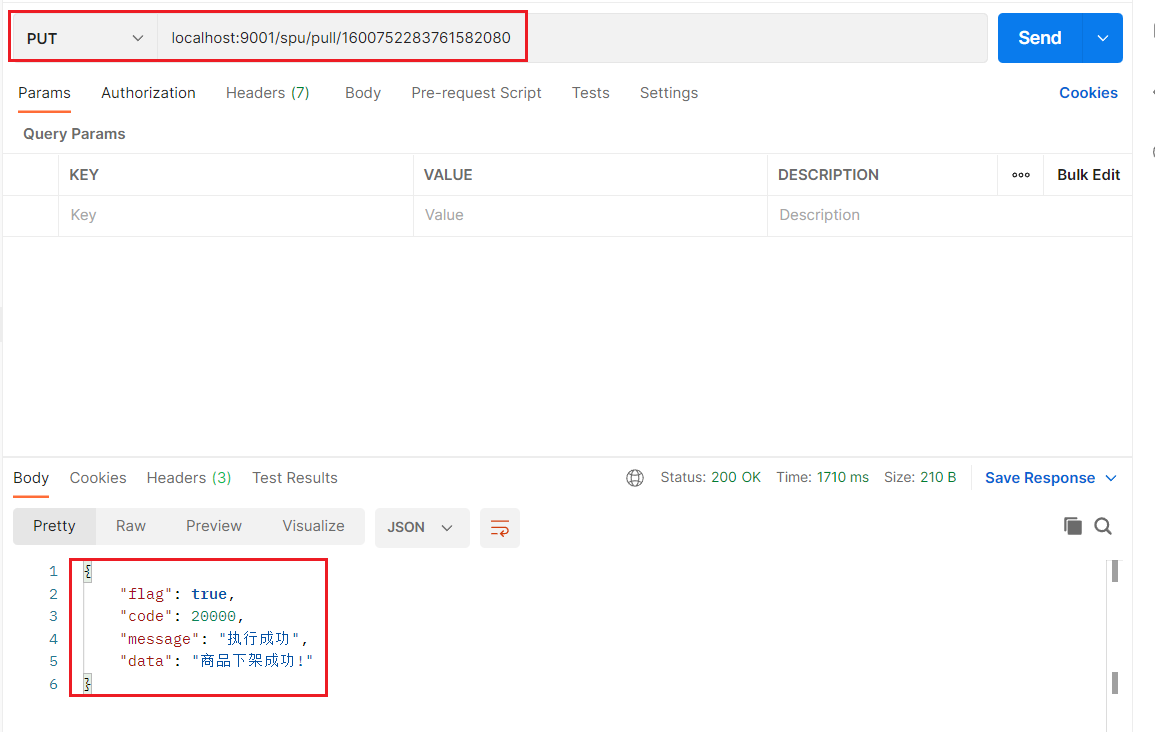 PUT localhost:9001/spu/pull/1600752283761582080 Send
Params Authorization Headers (7) Body Pre-request Script Tests Settings Cookies
Query Params
KEY VALUE DESCRIPTION ooo Bulk Edit
Key Value Description
Body Cookies Headers (3) Test Results Status: 200 OK Time: 1710 ms Size: 210 B Save Response
Pretty Raw Preview Visualize JSON
1 {
2 "flag": true,
3 "code": 20000,
4 "message": "执行成功",
5 "data": "商品下架成功!"
6 }